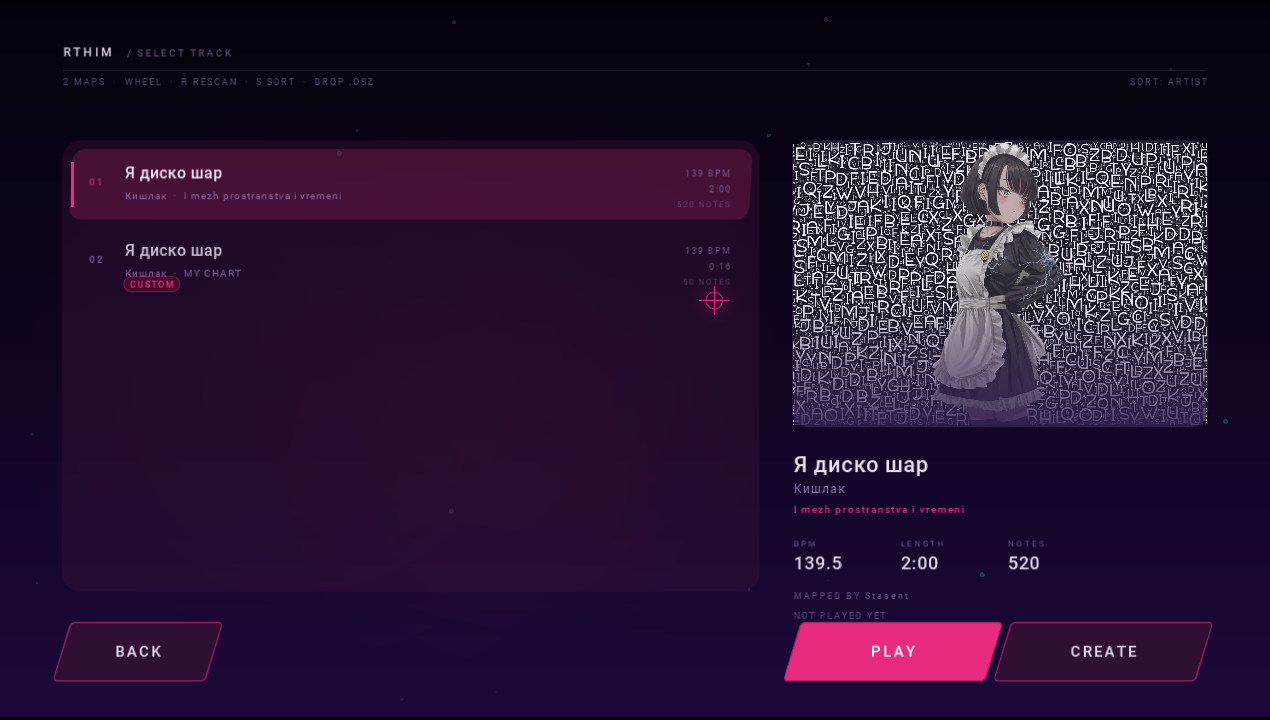 RTHIM / SELECT TRACK
2 MAPS · WHEEL · R RESCAN · S SORT · DROP .OSZ
SORT: ARTIST
01
Я диско шар
Кишлак · I mezh prostranstva i vremeni
139 BPM
2:00
520 NOTES
02
Я диско шар
Кишлак · MY CHART
CUSTOM
139 BPM
0:16
50 NOTES
Я диско шар
Кишлак
I mezh prostranstva i vremeni
BPM LENGTH NOTES
139.5 2:00 520
MAPPED BY Stasent
NOT PLAYED YET
BACK
PLAY
CREATE